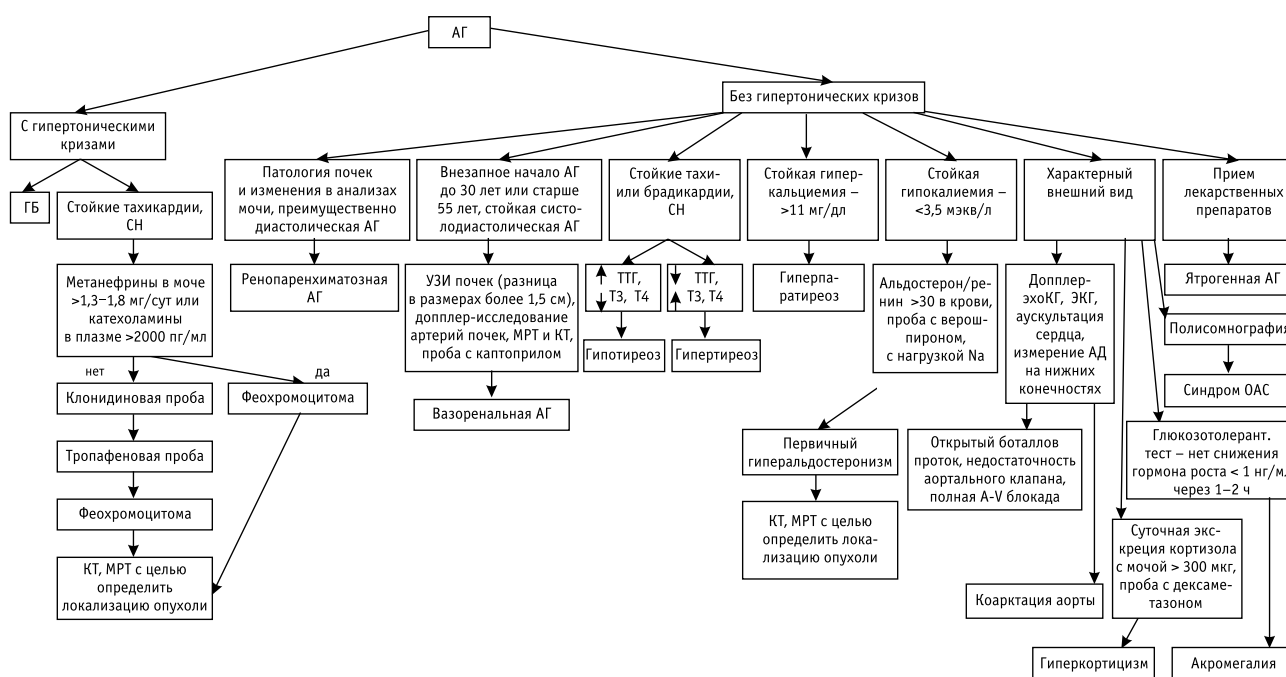 АГ
Без гипертонических кризов
С гипертоническими
кризами
ГБ
Стойкие тахикардии,
СН
Метанефрины в моче
>1,3–1,8 мг/сут или
катехоламины
в плазме >2000 пг/мл
нет
да
Клонидиновая проба
Феохромоцитома
Тропафеновая проба
Феохромоцитома
КТ, МРТ с целью
определить
локализацию опухоли
Патология почек
и изменения в анализах
мочи, преимущественно
диастолическая АГ
Ренопаренхиматозная
АГ
Внезапное начало АГ
до 30 лет или старше
55 лет, стойкая систо-
лодиастолическая АГ
УЗИ почек (разница
в размерах более 1,5 см),
допплер-исследование
артерий почек, МРТ и КТ,
проба с каптоприлом
Вазоренальная АГ
Стойкие тахи-
или брадикардии,
СН
ТТГ,
Т3, Т4
Гипотиреоз
ТТГ,
Т3, Т4
Гипертиреоз
Стойкая гипер-
кальциемия –
>11 мг/дл
Гиперпа-
ратиреоз
Стойкая
гипокалиемия –
<3,5 мэкв/л
Альдостерон/ре-
нин >30 в крови,
проба с верош-
пироном,
с нагрузкой Na
Первичный
гиперальдостеронизм
КТ, МРТ с целью
определить лока-
лизацию опухоли
Характерный
внешний вид
Допплер-
эхоКГ, ЭКГ,
аускультация
сердца,
измерение АД
на нижних
конечностях
Открытый боталлов
проток, недостаточность
аортального клапана,
полная A-V блокада
Коарктация аорты
Суточная экс-
креция кортизола
с мочой > 300 мкг,
проба с дексаме-
тазоном
Гиперкортицизм
Прием
лекарственных
препаратов
Ятрогенная АГ
Полисомнография
Синдром ОАС
Глюкозотолерант.
тест – нет снижения
гормона роста < 1 нг/мл
через 1–2 ч
Акромегалия